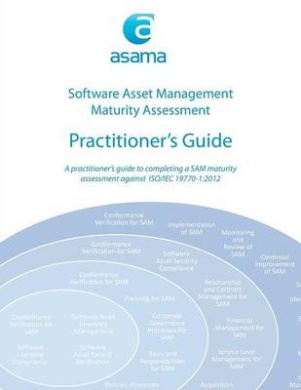 asama
Software Asset Management
Maturity Assessment
Practitioner's Guide
A practitioner's guide to completing a SAM maturity
assessment against ISO/IEC 19770-1:2012
Conformance
Verification for SAM
Implementation
of SAM
Monitoring
and
Review of
SAM
Continual
Improvement
of SAM
Conformance
Verification for SAM
Software
Asset Security
Compliance
Conformance
Verification for SAM
Relationship
and Contract
Management for
SAM
Planning for SAM
Conformance
Verification for
SAM
Software Asset
Inventory
Management
Corporate
Governance
Processes for
SAM
Financial
Management for
SAM
Software
Licensing
Compliance
Software
Asset Record
Verification
Roles and
Responsibilities
for SAM
Service Level
Management for
SAM
Policies, Processes
Acquisition